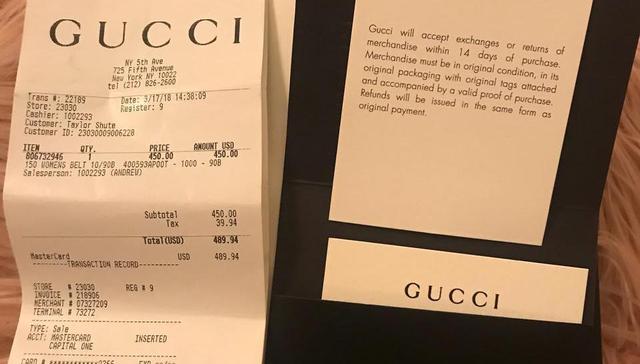 GUCCI
NY 5th Ave
725 Fifth Avenue
New York NY 10022
tel (212) 826-2600
Trans #: 22189 Date: 3/17/18 14:38:09
Store: 23030 Register: 9
Cashier: 1002293
Customer: Taylor Shute
Customer ID: 23030009006228
ITEM QTY. PRICE AMOUNT USD
806732946 1 450.00 450.00
150 WOMENS BELT 10/90B 400593AP00T - 1000 - 90B
Salesperson: 1002293 (ANDREW)
Subtotal 450.00
Tax 39.94
Total(USD) 489.94
MasterCard USD 489.94
--------TRANSACTION RECORD--------
STORE # 23030 REG # 9
INVOICE # 218906
MERCHANT # 07327209
TERMINAL # 73272
TYPE: Sale
ACCT: MASTERCARD INSERTED
CAPITAL ONE
Gucci will accept exchanges or returns of
merchandise within 14 days of purchase.
Merchandise must be in original condition, in its
original packaging with original tags attached
and accompanied by a valid proof of purchase.
Refunds will be issued in the same form as
original payment.
GUCCI